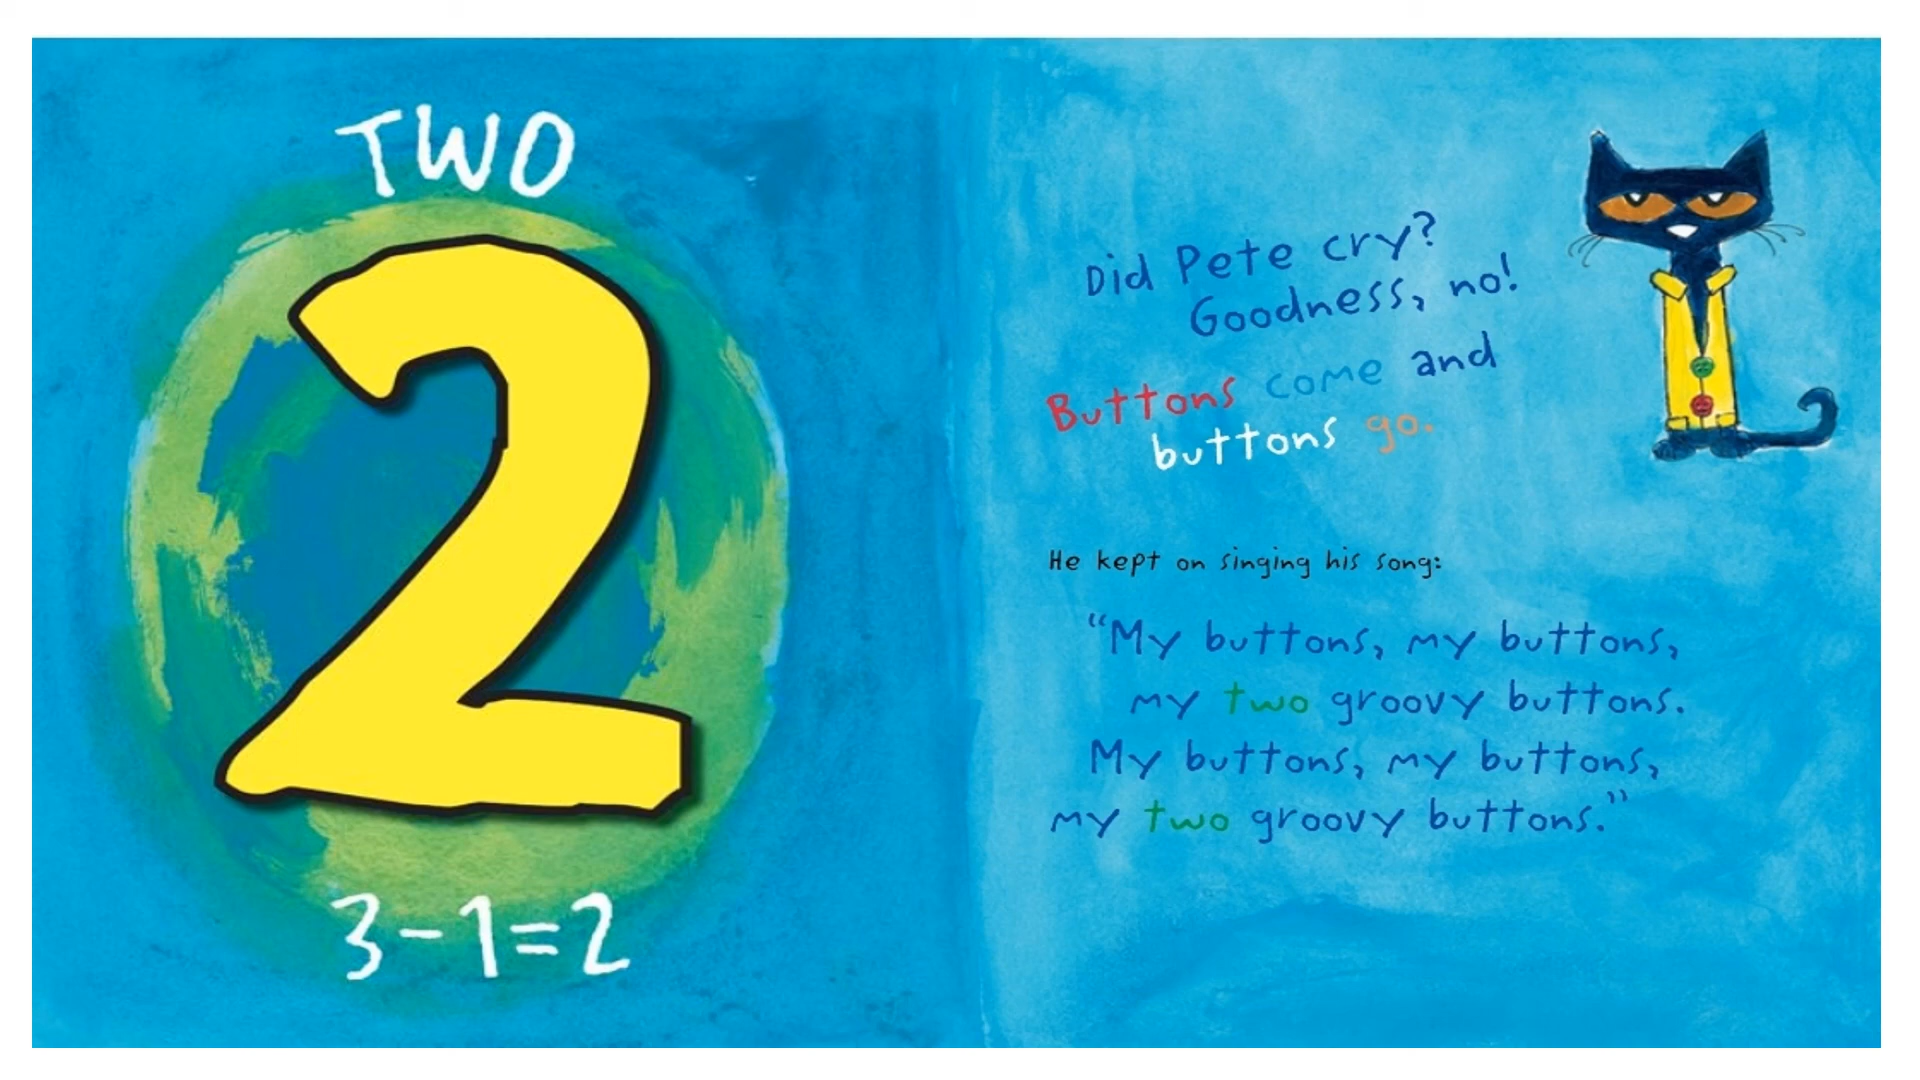 TWO
2
3-1=2
Did Pete cry?
Goodness, no!
Buttons come and
buttons go.
He kept on singing his song:
“My buttons, my buttons,
my two groovy buttons.
My buttons, my buttons,
my two groovy buttons.”